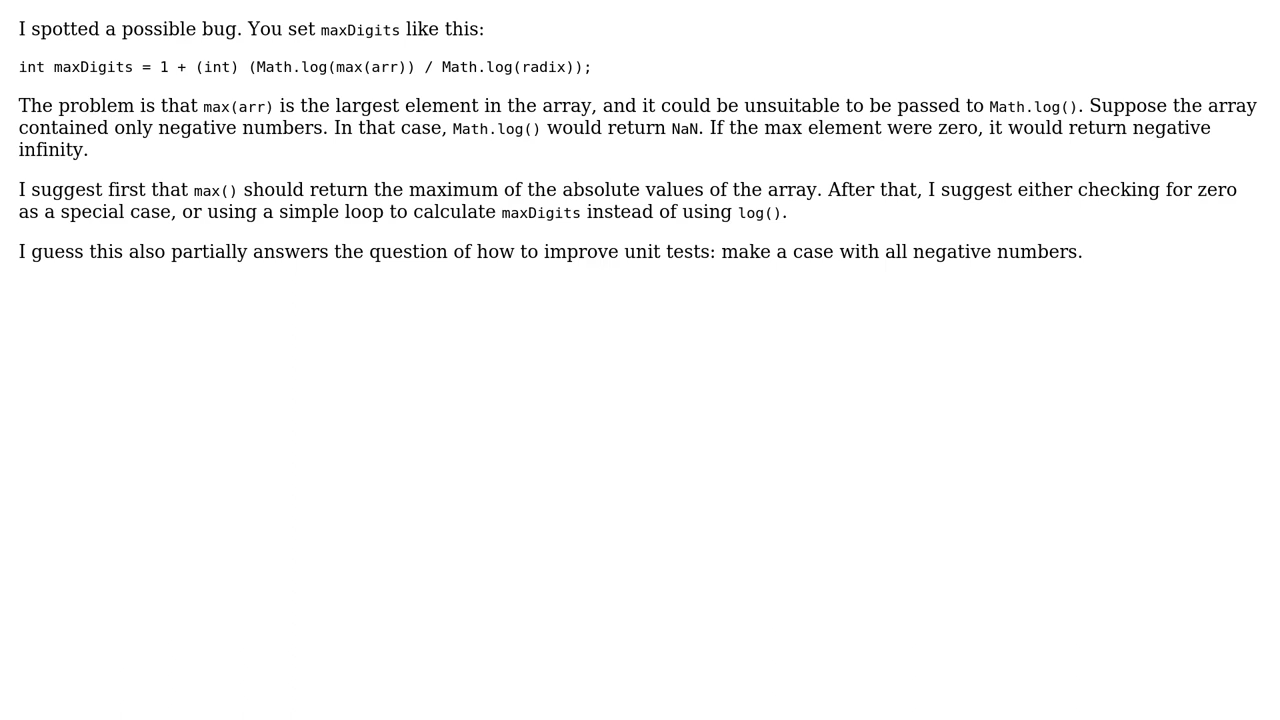 I spotted a possible bug. You set maxDigits like this:
int maxDigits = 1 + (int) (Math.log(max(arr)) / Math.log(radix));
The problem is that max(arr) is the largest element in the array, and it could be unsuitable to be passed to Math.log(). Suppose the array
contained only negative numbers. In that case, Math.log() would return NaN. If the max element were zero, it would return negative
infinity.
I suggest first that max() should return the maximum of the absolute values of the array. After that, I suggest either checking for zero
as a special case, or using a simple loop to calculate maxDigits instead of using log().
I guess this also partially answers the question of how to improve unit tests: make a case with all negative numbers.